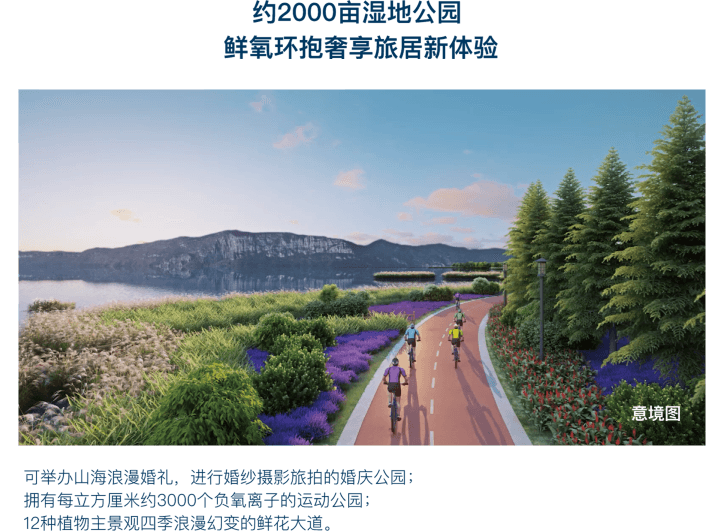 约2000亩湿地公园
鲜氧环抱奢享旅居新体验
意境图
可举办山海浪漫婚礼，进行婚纱摄影旅拍的婚庆公园；
拥有每立方厘米约3000个负氧离子的运动公园；
12种植物主景观四季浪漫幻变的鲜花大道。